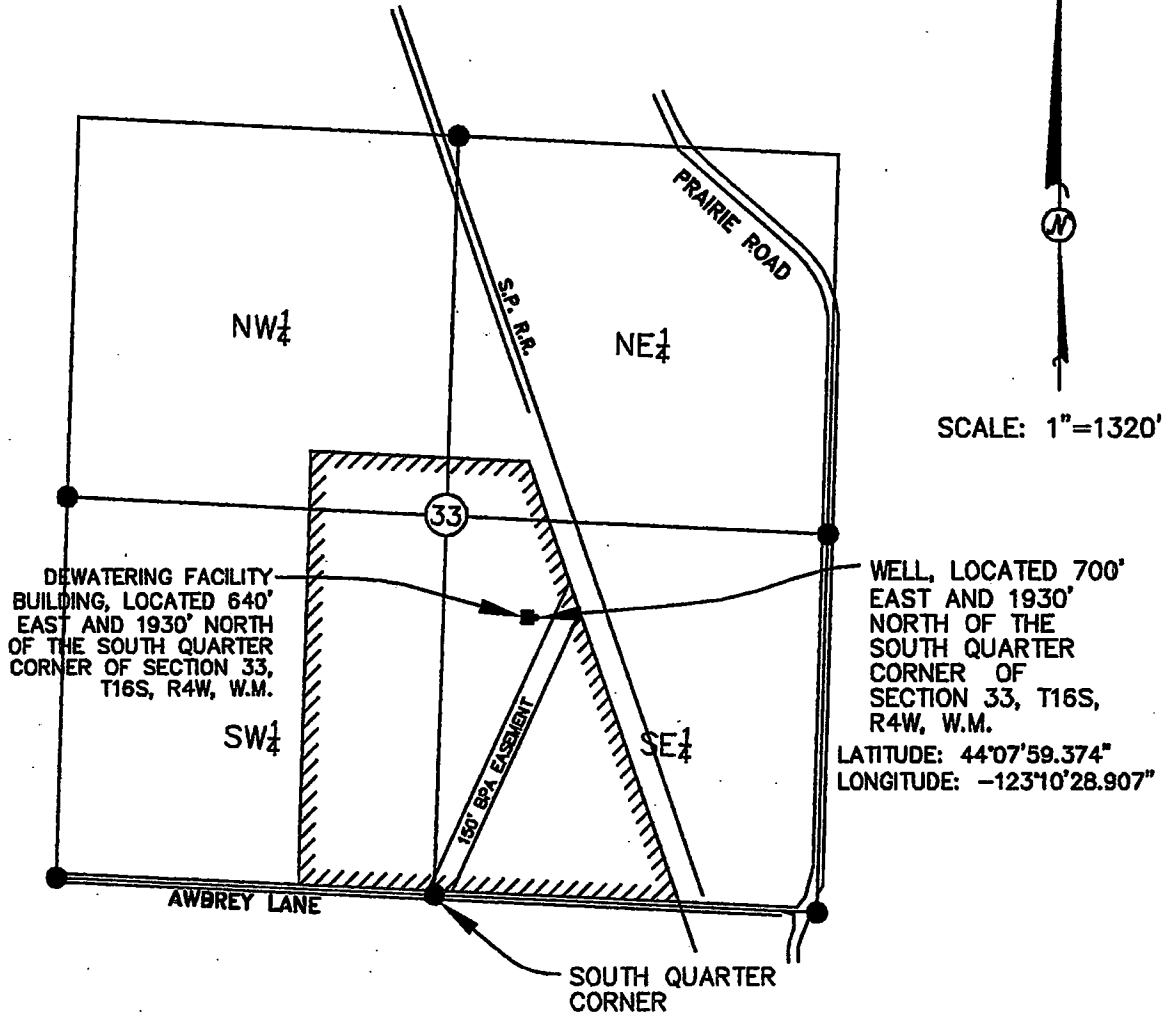 PRAIRIE ROAD
N
S.P. R.R.
NW1/4
NE1/4
SCALE: 1"=1320'
33
DEWATERING FACILITY
BUILDING, LOCATED 640'
EAST AND 1930' NORTH
OF THE SOUTH QUARTER
CORNER OF SECTION 33,
T16S, R4W, W.M.
WELL, LOCATED 700'
EAST AND 1930'
NORTH OF THE
SOUTH QUARTER
CORNER OF
SECTION 33, T16S,
R4W, W.M.
LATITUDE: 44°07'59.374"
LONGITUDE: -123°10'28.907"
SW1/4
SE1/4
150' BPA EASEMENT
AWBREY LANE
SOUTH QUARTER
CORNER